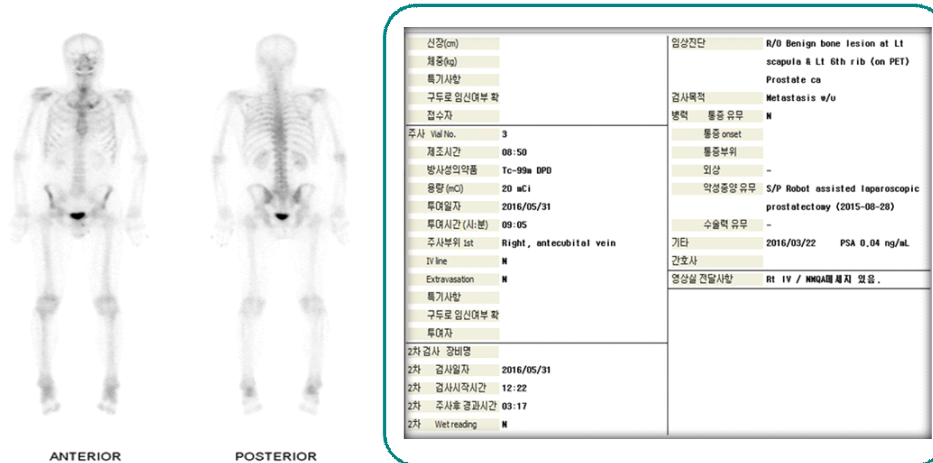 신장(cm)
체중(kg)
특기사항
구두로 임신여부 확
접수자
주사 Vial No. 3
제조시간 08:50
방사성의약품 Tc-99m DPD
용량 (mCi) 20 mCi
투여일자 2016/05/31
투여시간 (시:분) 09:05
주사부위 1st Right, antecubital vein
IV line N
Extravasation N
특기사항
구두로 임신여부 확
투여자
2차 검사 장비명
2차 검사일자 2016/05/31
2차 검사시작시간 12:22
2차 주사후 경과시간 03:17
2차 Wet reading N
임상진단 R/O Benign bone lesion at Lt
scapula & Lt 6th rib (on PET)
Prostate ca
검사목적 Metastasis w/u
병력 통증 유무 N
통증 onset
통증부위
외상 -
악성종양 유무 S/P Robot assisted laparoscopic
prostatectomy (2015-08-28)
수술력 유무 -
기타 2016/03/22 PSA 0.04 ng/mL
간호사
영상실 전달사항 Rt IV / NMQA메세지 있음.
ANTERIOR
POSTERIOR